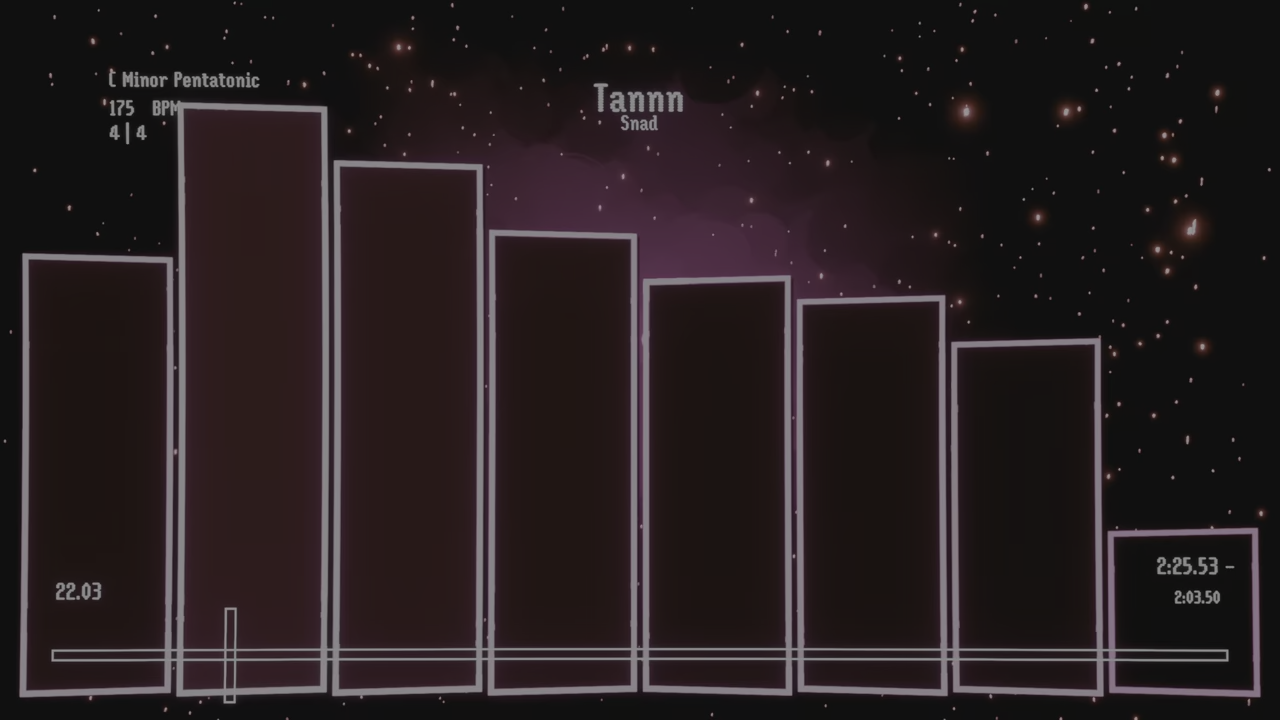 C Minor Pentatonic
175 BPM
4|4
Tannn
Snad
22.03
2:25.53 -
2:03.50